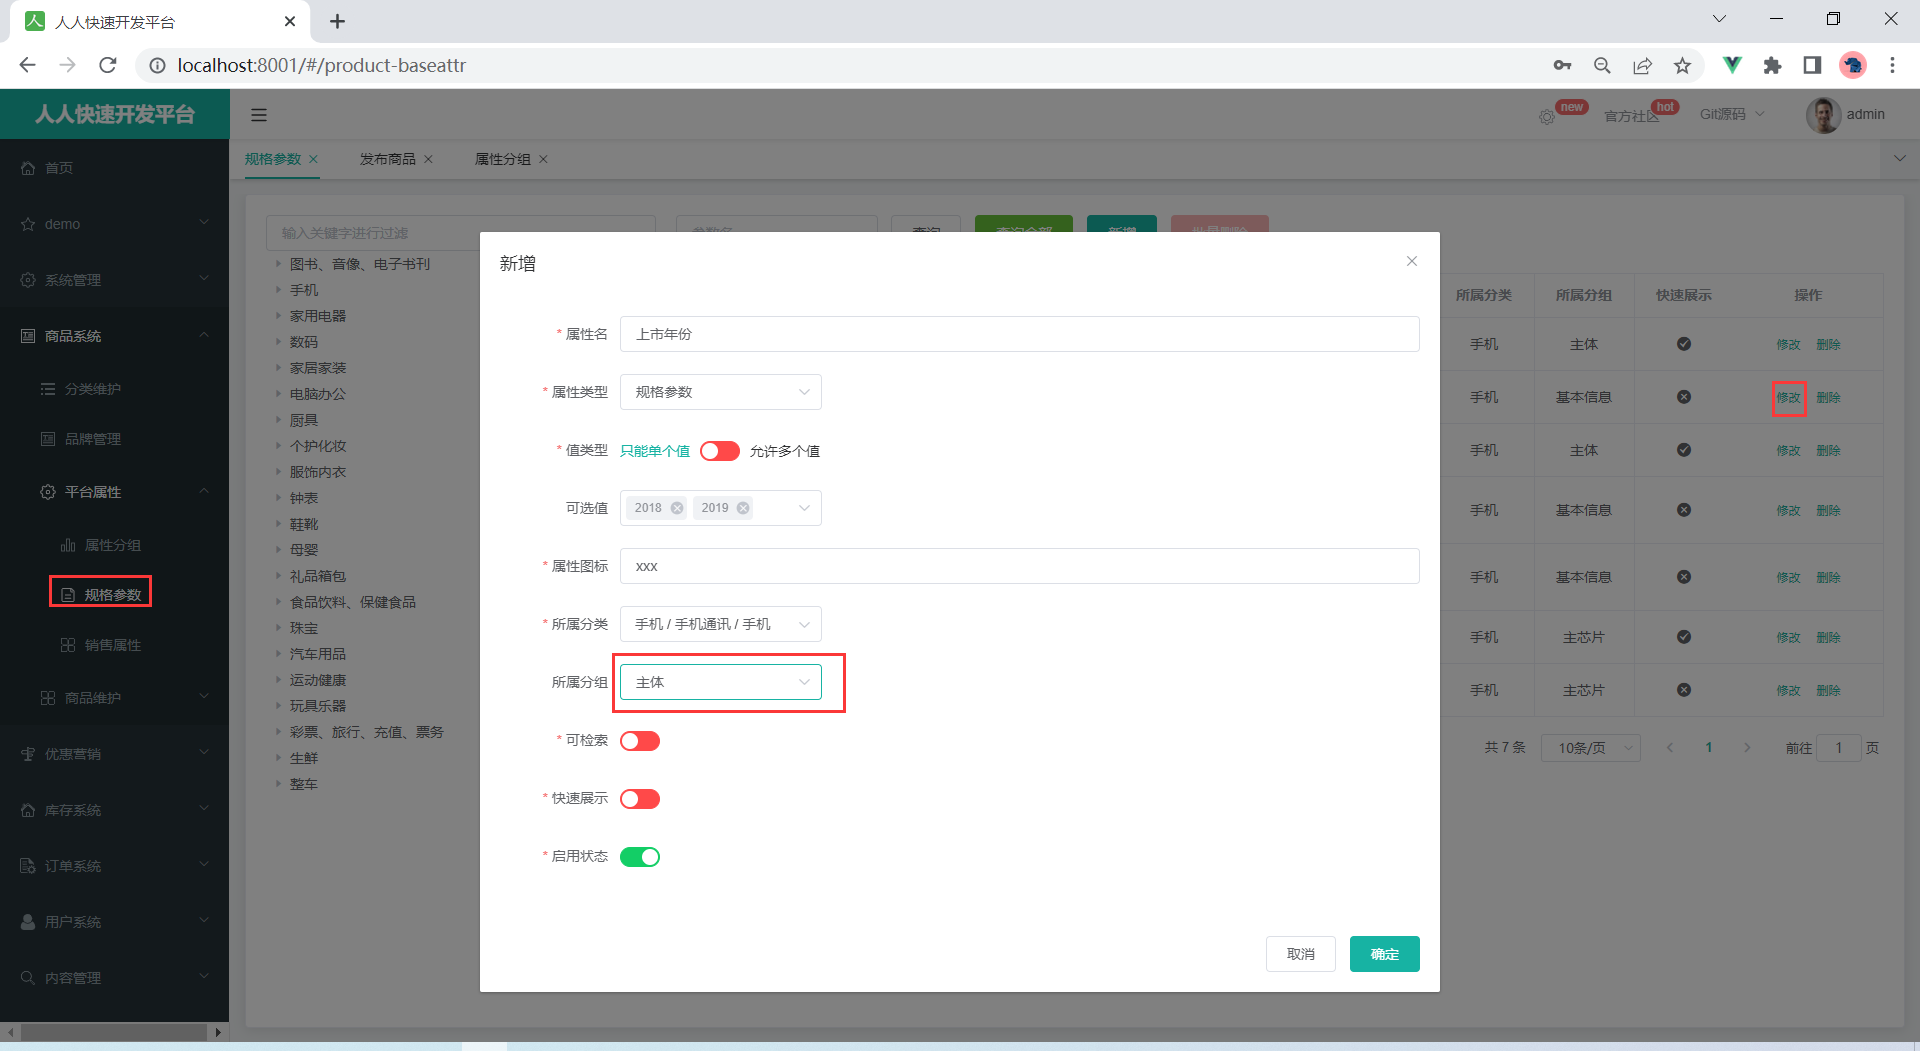 人人快速开发平台
localhost:8001/#/product-baseattr
人人快速开发平台
new
官方社区
hot
Git源码
admin
首页
demo
系统管理
商品系统
分类维护
品牌管理
平台属性
属性分组
规格参数
销售属性
商品维护
优惠营销
库存系统
订单系统
用户系统
内容管理
规格参数
发布商品
属性分组
输入关键字进行过滤
参数名
查询
查询全部
新增
批量删除
图书、音像、电子书刊
手机
家用电器
数码
家居家装
电脑办公
厨具
个护化妆
服饰内衣
钟表
鞋靴
母婴
礼品箱包
食品饮料、保健食品
珠宝
汽车用品
运动健康
玩具乐器
彩票、旅行、充值、票务
生鲜
整车
新增
* 属性名 上市年份
* 属性类型 规格参数
* 值类型 只能单个值 允许多个值
可选值 2018 2019
* 属性图标 xxx
* 所属分类 手机 / 手机通讯 / 手机
所属分组 主体
* 可检索
* 快速展示
* 启用状态
取消 确定
所属分类 所属分组 快速展示 操作
手机 主体 修改 删除
手机 基本信息 修改 删除
手机 主体 修改 删除
手机 基本信息 修改 删除
手机 基本信息 修改 删除
手机 主芯片 修改 删除
手机 主芯片 修改 删除
共 7 条 10条/页 1 前往 1 页